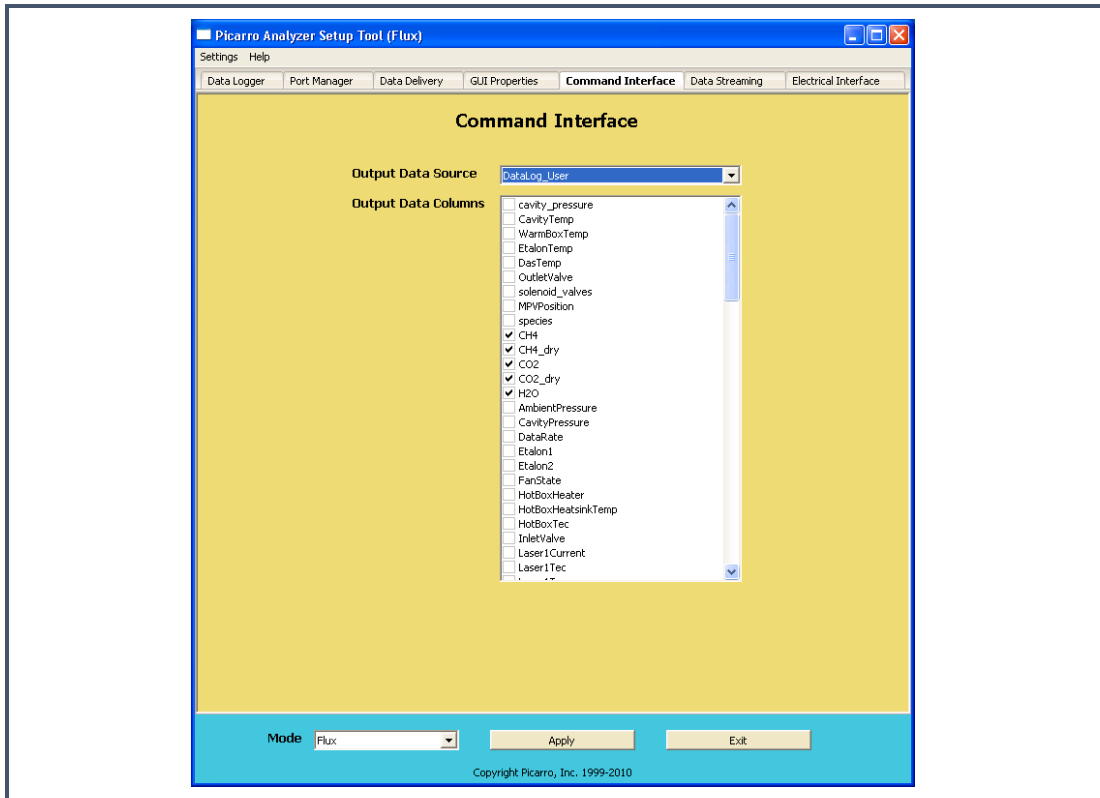 Picarro Analyzer Setup Tool (Flux)
Settings Help
Data Logger Port Manager Data Delivery GUI Properties Command Interface Data Streaming Electrical Interface
Command Interface
Output Data Source DataLog_User
Output Data Columns cavity_pressure
CavityTemp
WarmBoxTemp
EtalonTemp
DasTemp
OutletValve
solenoid_valves
MPVPosition
species
CH4
CH4_dry
CO2
CO2_dry
H2O
AmbientPressure
CavityPressure
DataRate
Etalon1
Etalon2
FanState
HotBoxHeater
HotBoxHeatsinkTemp
HotBoxTec
InletValve
Laser1Current
Laser1Tec
Mode Flux Apply Exit
Copyright Picarro, Inc. 1999-2010